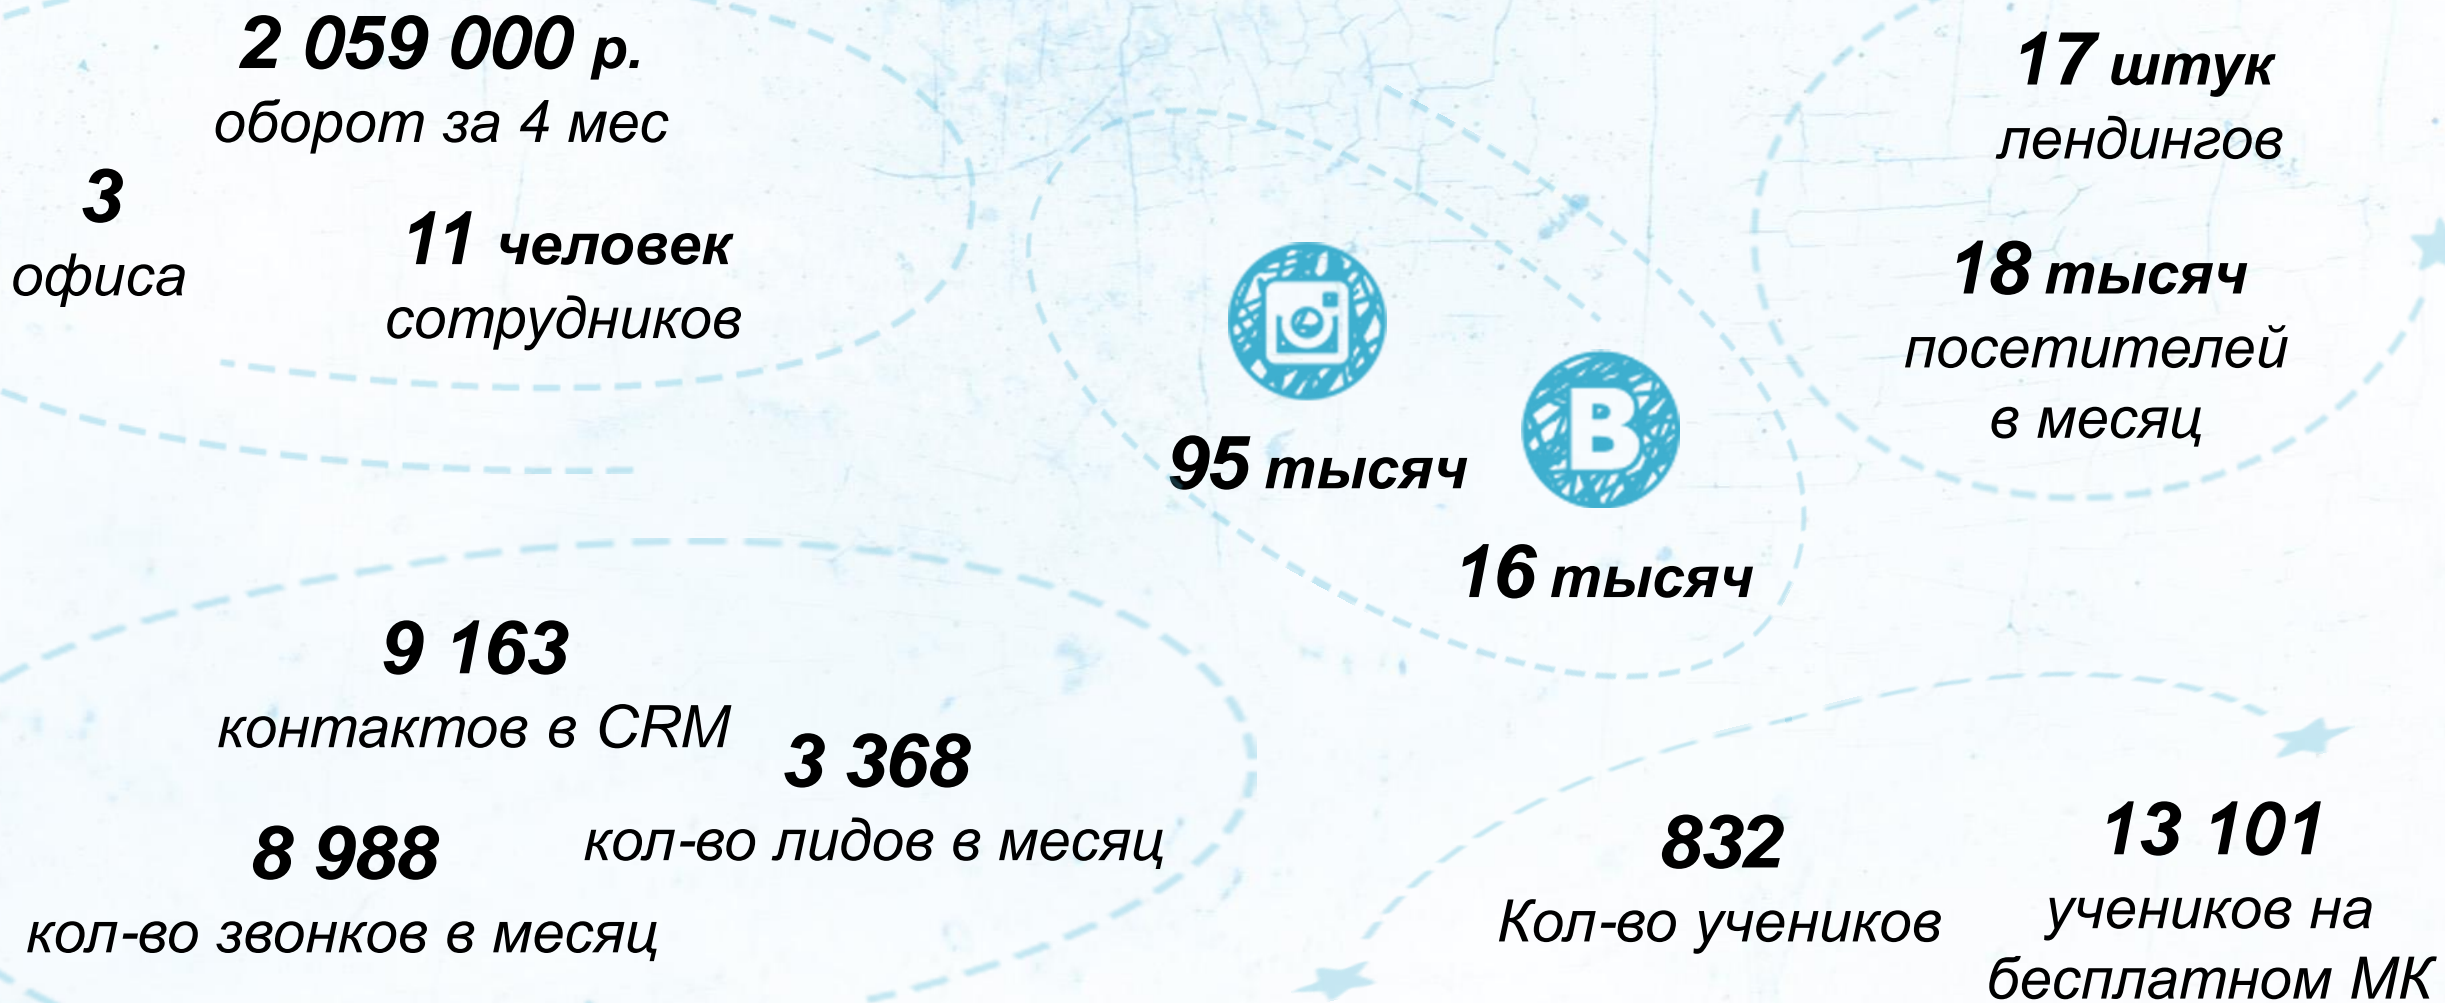 2 059 000 р.
оборот за 4 мес
3
офиса
11 человек
сотрудников
95 тысяч
В
16 тысяч
17 штук
лендингов
18 тысяч
посетителей
в месяц
9 163
контактов в CRM
3 368
кол-во лидов в месяц
8 988
кол-во звонков в месяц
832
Кол-во учеников
13 101
учеников на
бесплатном МК